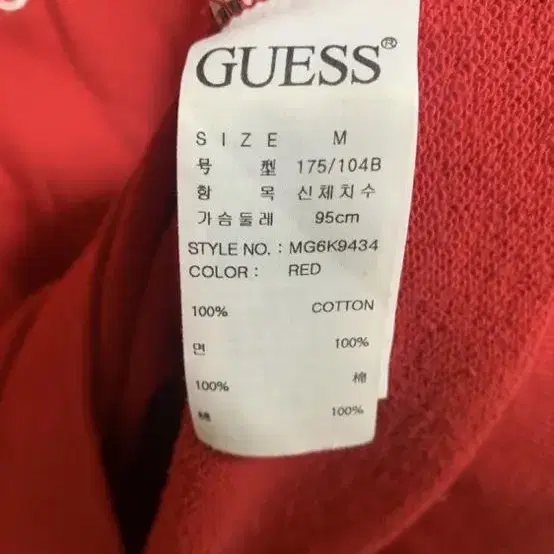 GUESS®
SIZE M
号 型 175/104B
항 목 신체치수
가슴둘레 95cm
STYLE NO. : MG6K9434
COLOR : RED
100% COTTON
면 100%
100% 棉
綿 100%